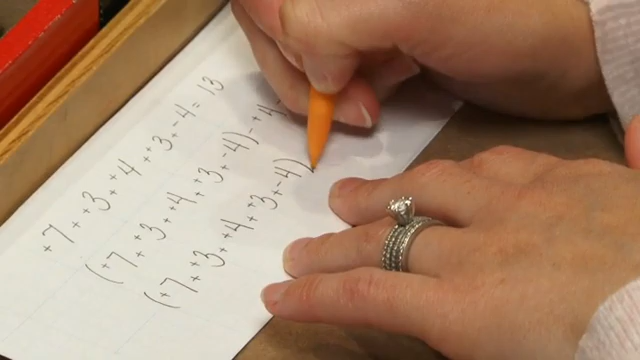 +7 + +3 + +4 + +3 + -4 = 13
(+7 + +3 + +4 + +3 + -4) - +4
(+7 + +3 + +4 + +3 + -4)